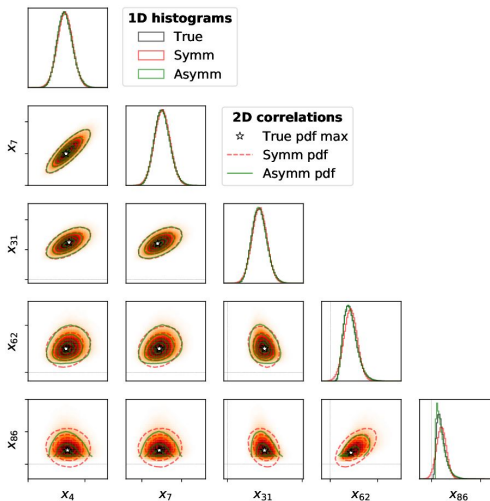 1D histograms
True
Symm
Asymm
2D correlations
True pdf max
Symm pdf
Asymm pdf
x₇
x₃₁
x₆₂
x₈₆
x₄ x₇ x₃₁ x₆₂ x₈₆